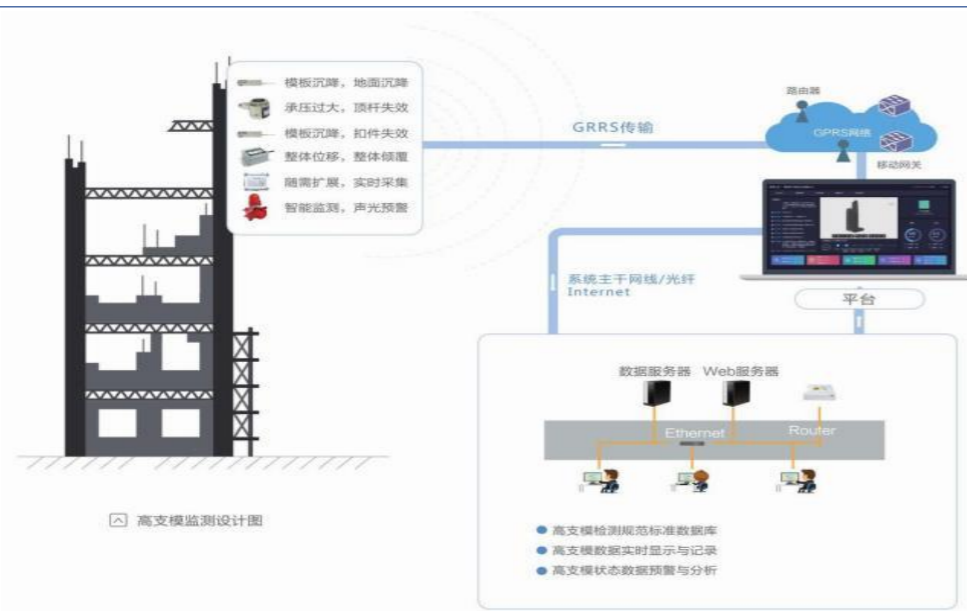 模板沉降，地面沉降
承压过大，顶杆失效
模板沉降，扣件失效
整体位移，整体倾覆
随需扩展，实时采集
智能监测，声光预警
GRRS传输
路由器
GPRS网络
移动网关
系统主干网线/光纤
Internet
平台
数据服务器 Web服务器
Ethernet Router
高支模监测设计图
高支模检测规范标准数据库
高支模数据实时显示与记录
高支模状态数据预警与分析